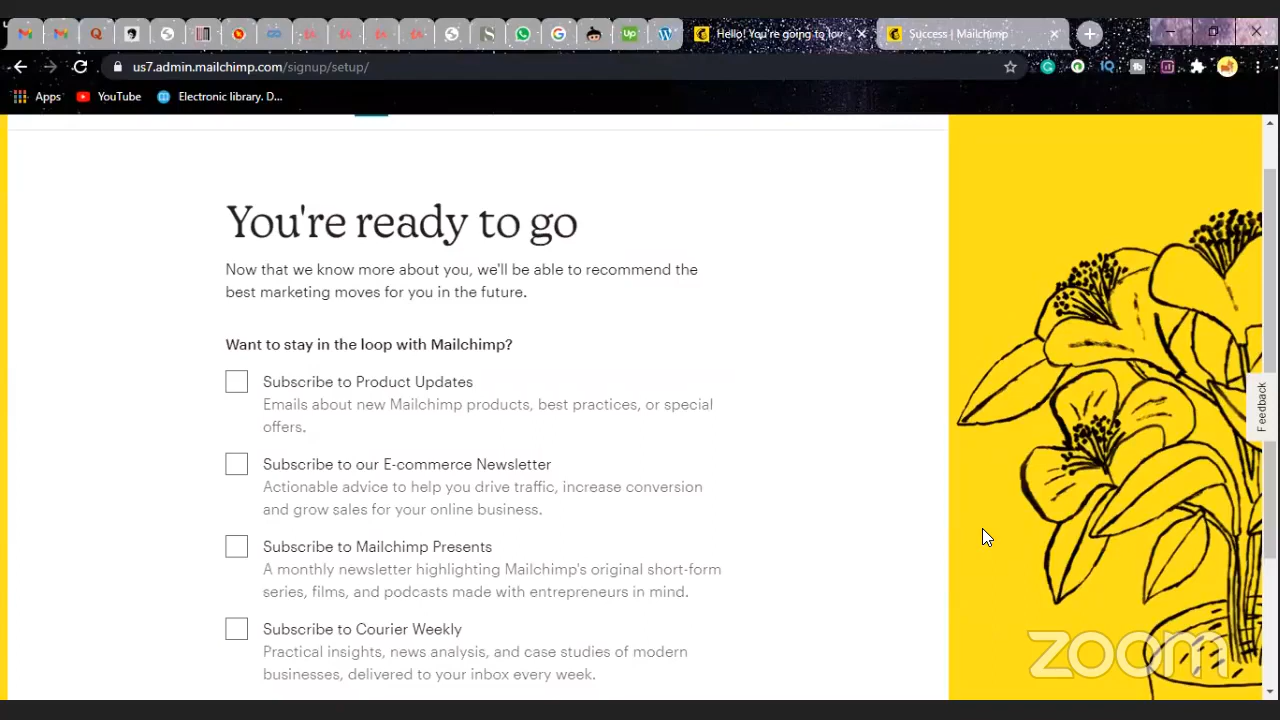 Hello! You're going to lov
Success | Mailchimp
us7.admin.mailchimp.com/signup/setup/
Apps
YouTube
Electronic library. D...
You're ready to go
Now that we know more about you, we'll be able to recommend the
best marketing moves for you in the future.
Want to stay in the loop with Mailchimp?
Subscribe to Product Updates
Emails about new Mailchimp products, best practices, or special
offers.
Subscribe to our E-commerce Newsletter
Actionable advice to help you drive traffic, increase conversion
and grow sales for your online business.
Subscribe to Mailchimp Presents
A monthly newsletter highlighting Mailchimp's original short-form
series, films, and podcasts made with entrepreneurs in mind.
Subscribe to Courier Weekly
Practical insights, news analysis, and case studies of modern
businesses, delivered to your inbox every week.
Feedback
zoom